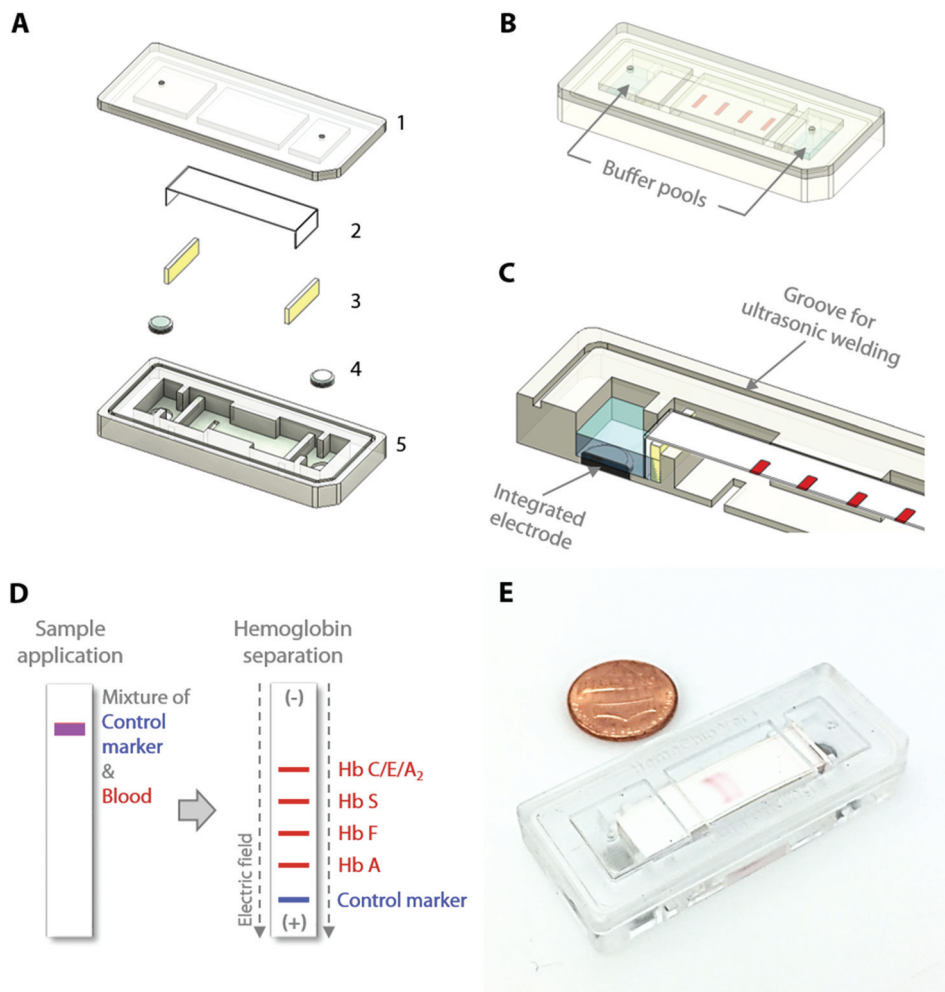 A
1
2
3
4
5
B
Buffer pools
C
Groove for
ultrasonic welding
Integrated
electrode
D
Sample
application
Mixture of
Control
marker
&
Blood
Hemoglobin
separation
Electric field
(-)
Hb C/E/A₂
Hb S
Hb F
Hb A
Control marker
(+)
E